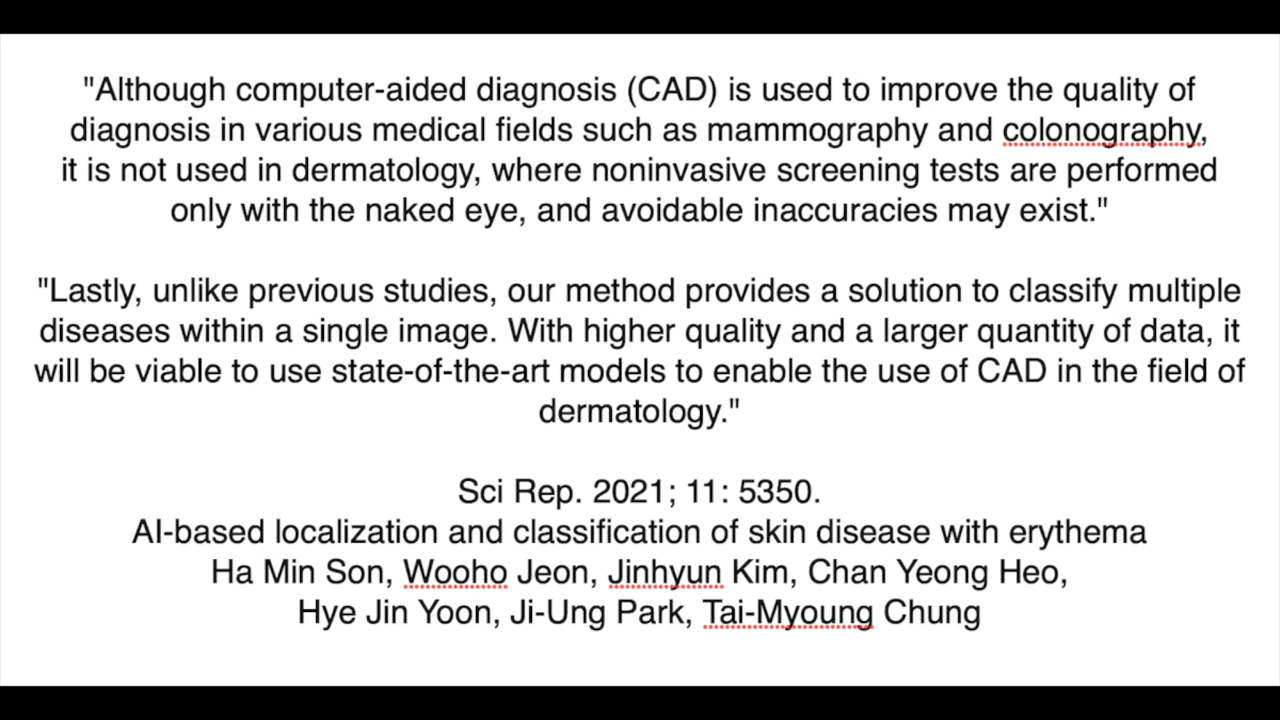 "Although computer-aided diagnosis (CAD) is used to improve the quality of
diagnosis in various medical fields such as mammography and colonography,
it is not used in dermatology, where noninvasive screening tests are performed
only with the naked eye, and avoidable inaccuracies may exist."
"Lastly, unlike previous studies, our method provides a solution to classify multiple
diseases within a single image. With higher quality and a larger quantity of data, it
will be viable to use state-of-the-art models to enable the use of CAD in the field of
dermatology."
Sci Rep. 2021; 11: 5350.
AI-based localization and classification of skin disease with erythema
Ha Min Son, Wooho Jeon, Jinhyun Kim, Chan Yeong Heo,
Hye Jin Yoon, Ji-Ung Park, Tai-Myoung Chung